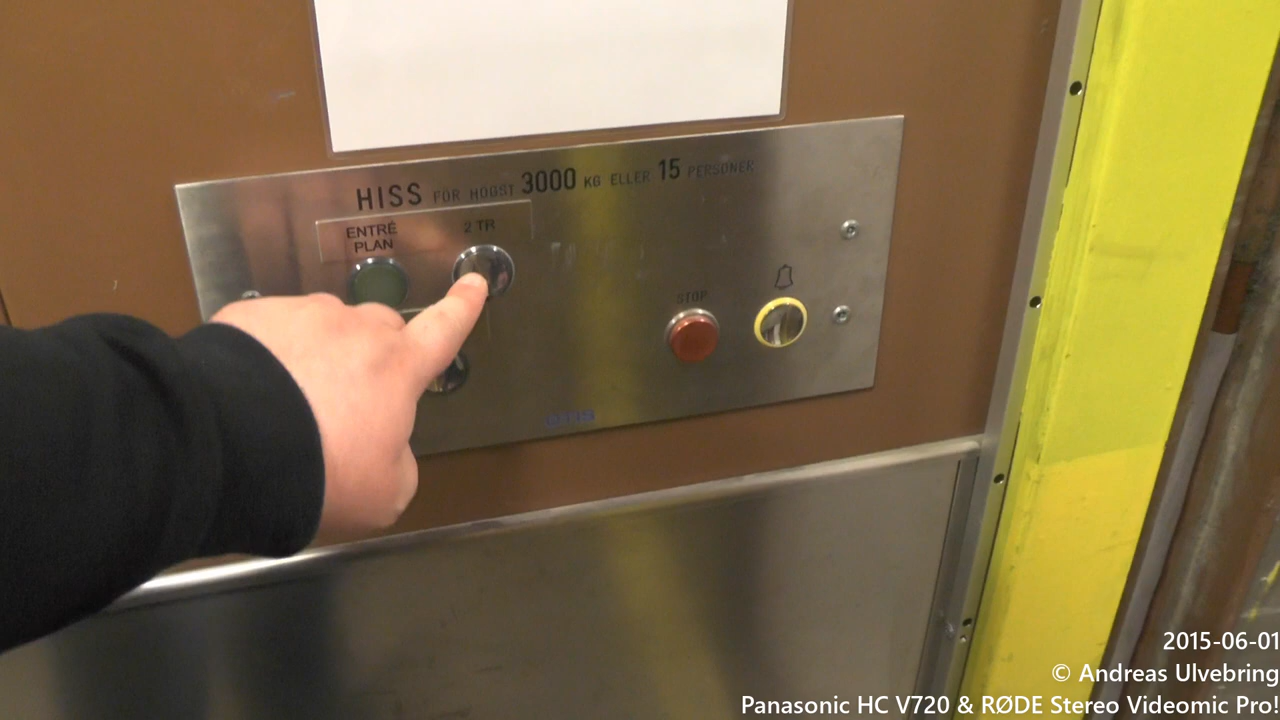 HISS FÖR HÖGST 3000 KG ELLER 15 PERSONER
ENTRÉ
PLAN
2 TR
STOP
OTIS
2015-06-01
© Andreas Ulvebring
Panasonic HC V720 & RØDE Stereo Videomic Pro!